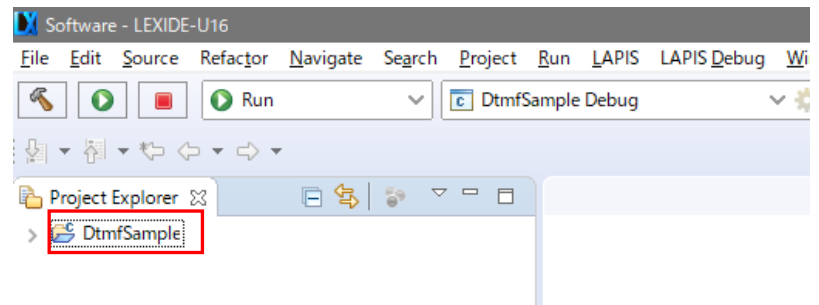 Software - LEXIDE-U16
File Edit Source Refactor Navigate Search Project Run LAPIS LAPIS Debug Wi
Run DtmfSample Debug
Project Explorer
DtmfSample